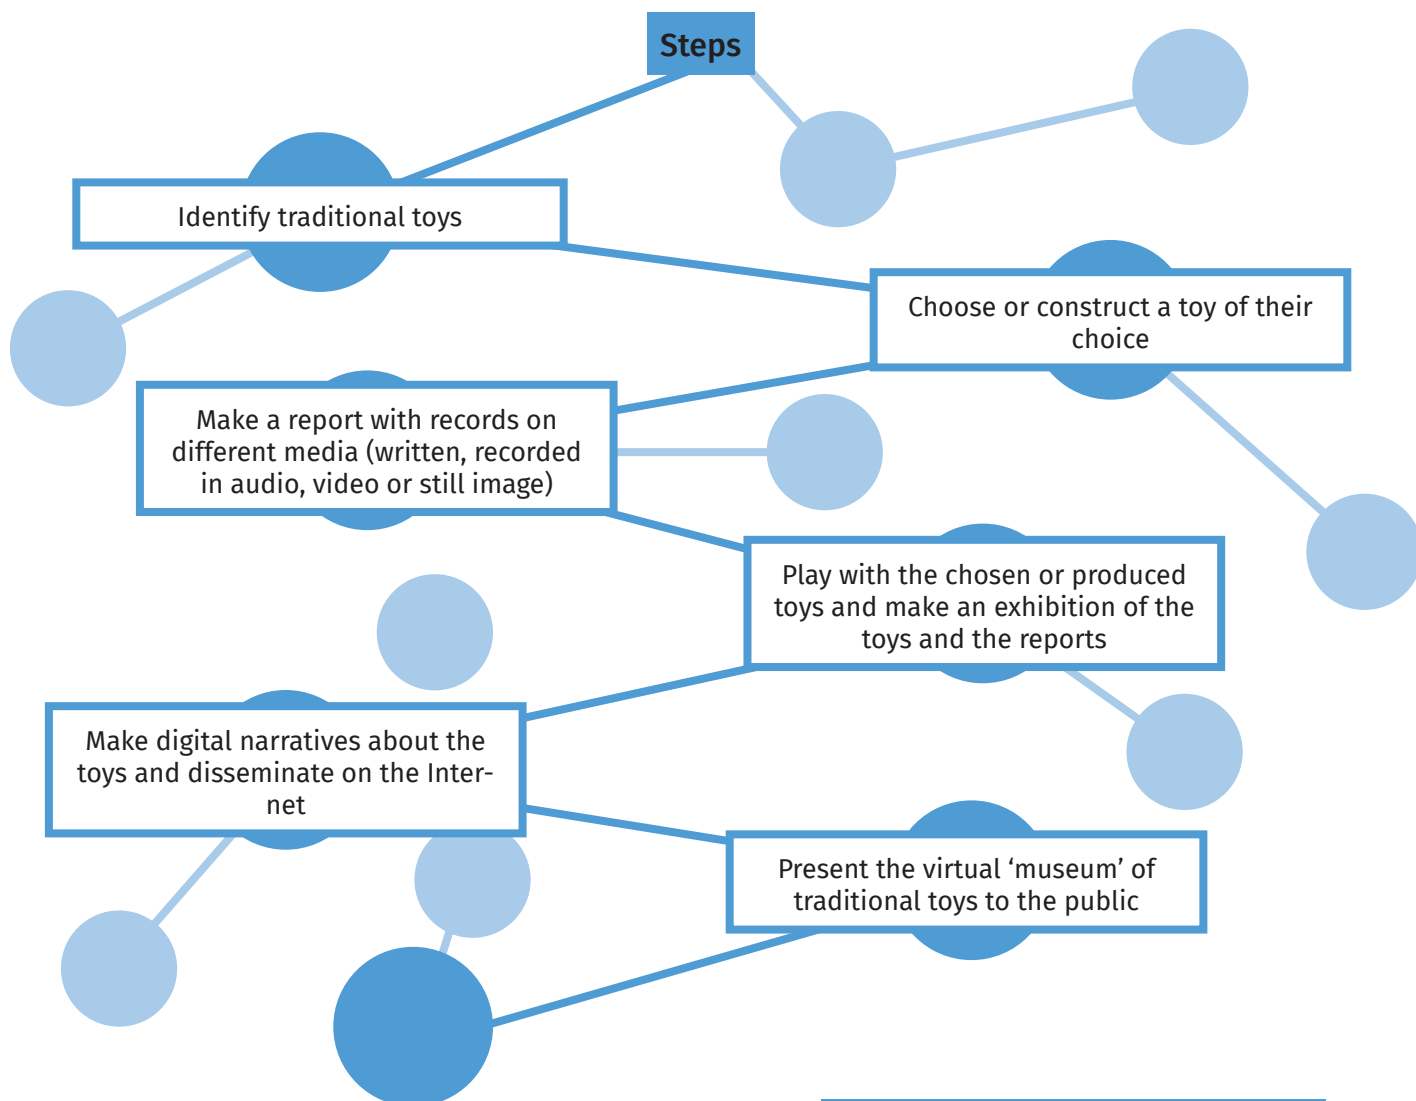 Steps
Identify traditional toys
Choose or construct a toy of their
choice
Make a report with records on
different media (written, recorded
in audio, video or still image)
Play with the chosen or produced
toys and make an exhibition of the
toys and the reports
Make digital narratives about the
toys and disseminate on the Inter-
net
Present the virtual ‘museum’ of
traditional toys to the public